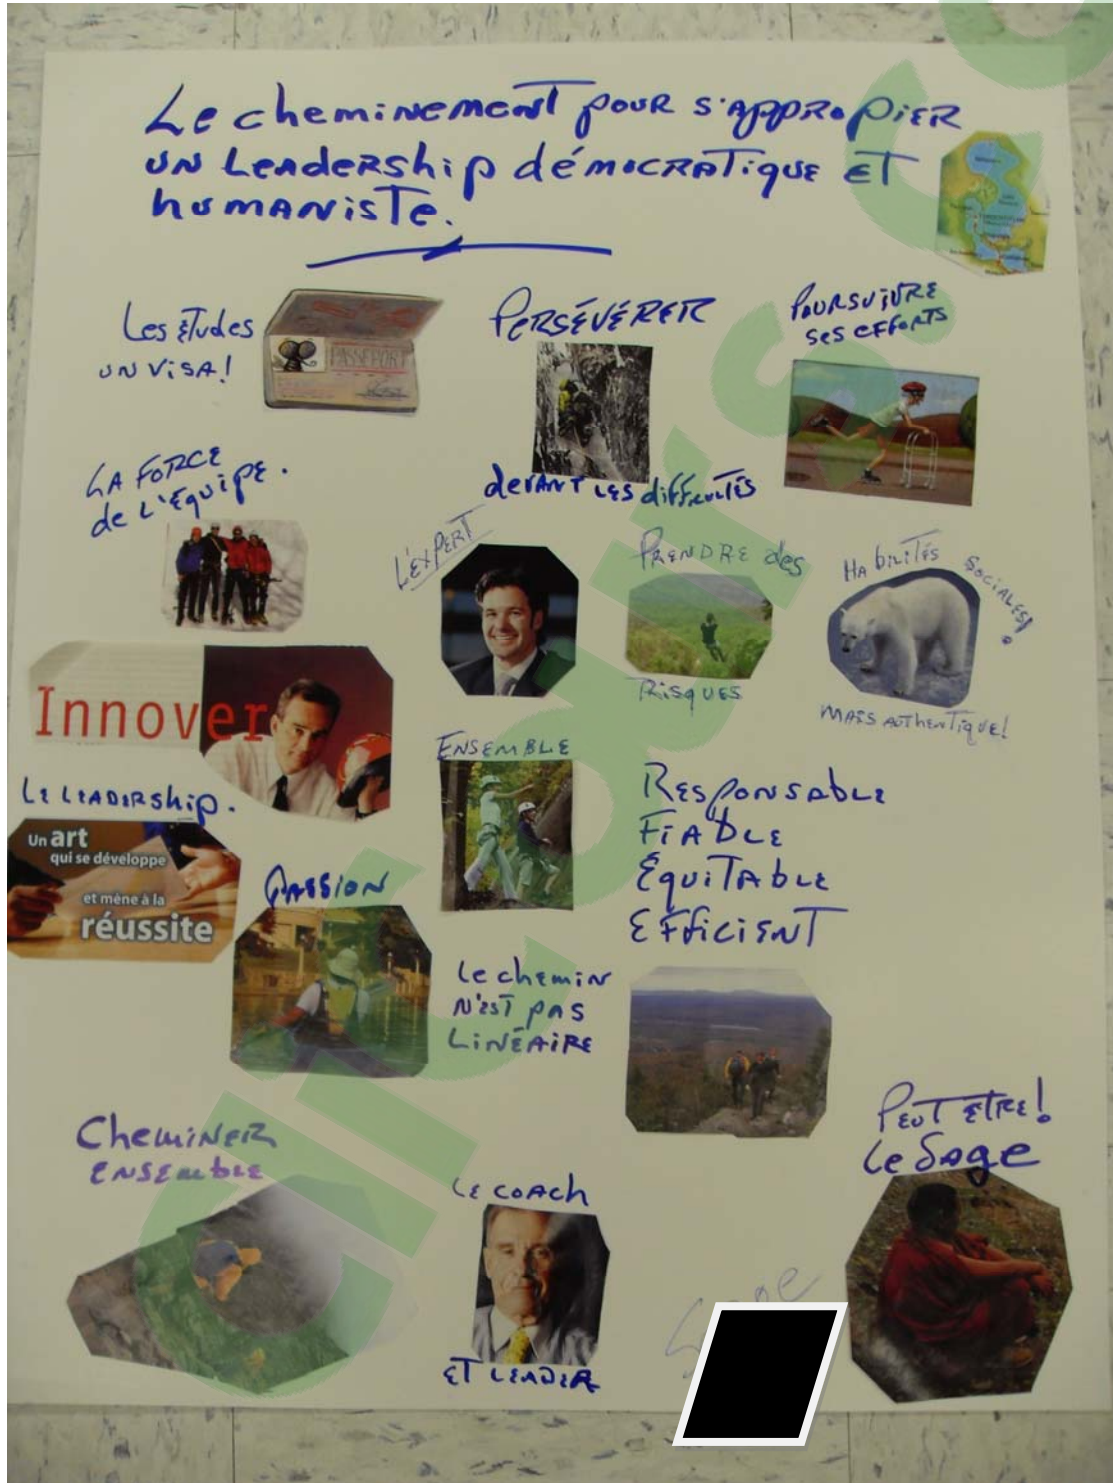 Le cheminement pour s'appropier
un leadership démocratique et
humaniste.
Les études
un visa!
PASSEPORT
Persévérer
devant les difficultés
Poursuivre
ses efforts
La force
de l'équipe.
L'expert
Prendre des
risques
Habilités sociales!
mais authentique!
Innover
Le leadership.
Un art
qui se développe
et mène à la
réussite
Ensemble
Responsable
Fiable
Équitable
Efficient
Passion
Le chemin
n'est pas
linéaire
Cheminer
ensemble
Le coach
et leader
Peut être!
Le Sage